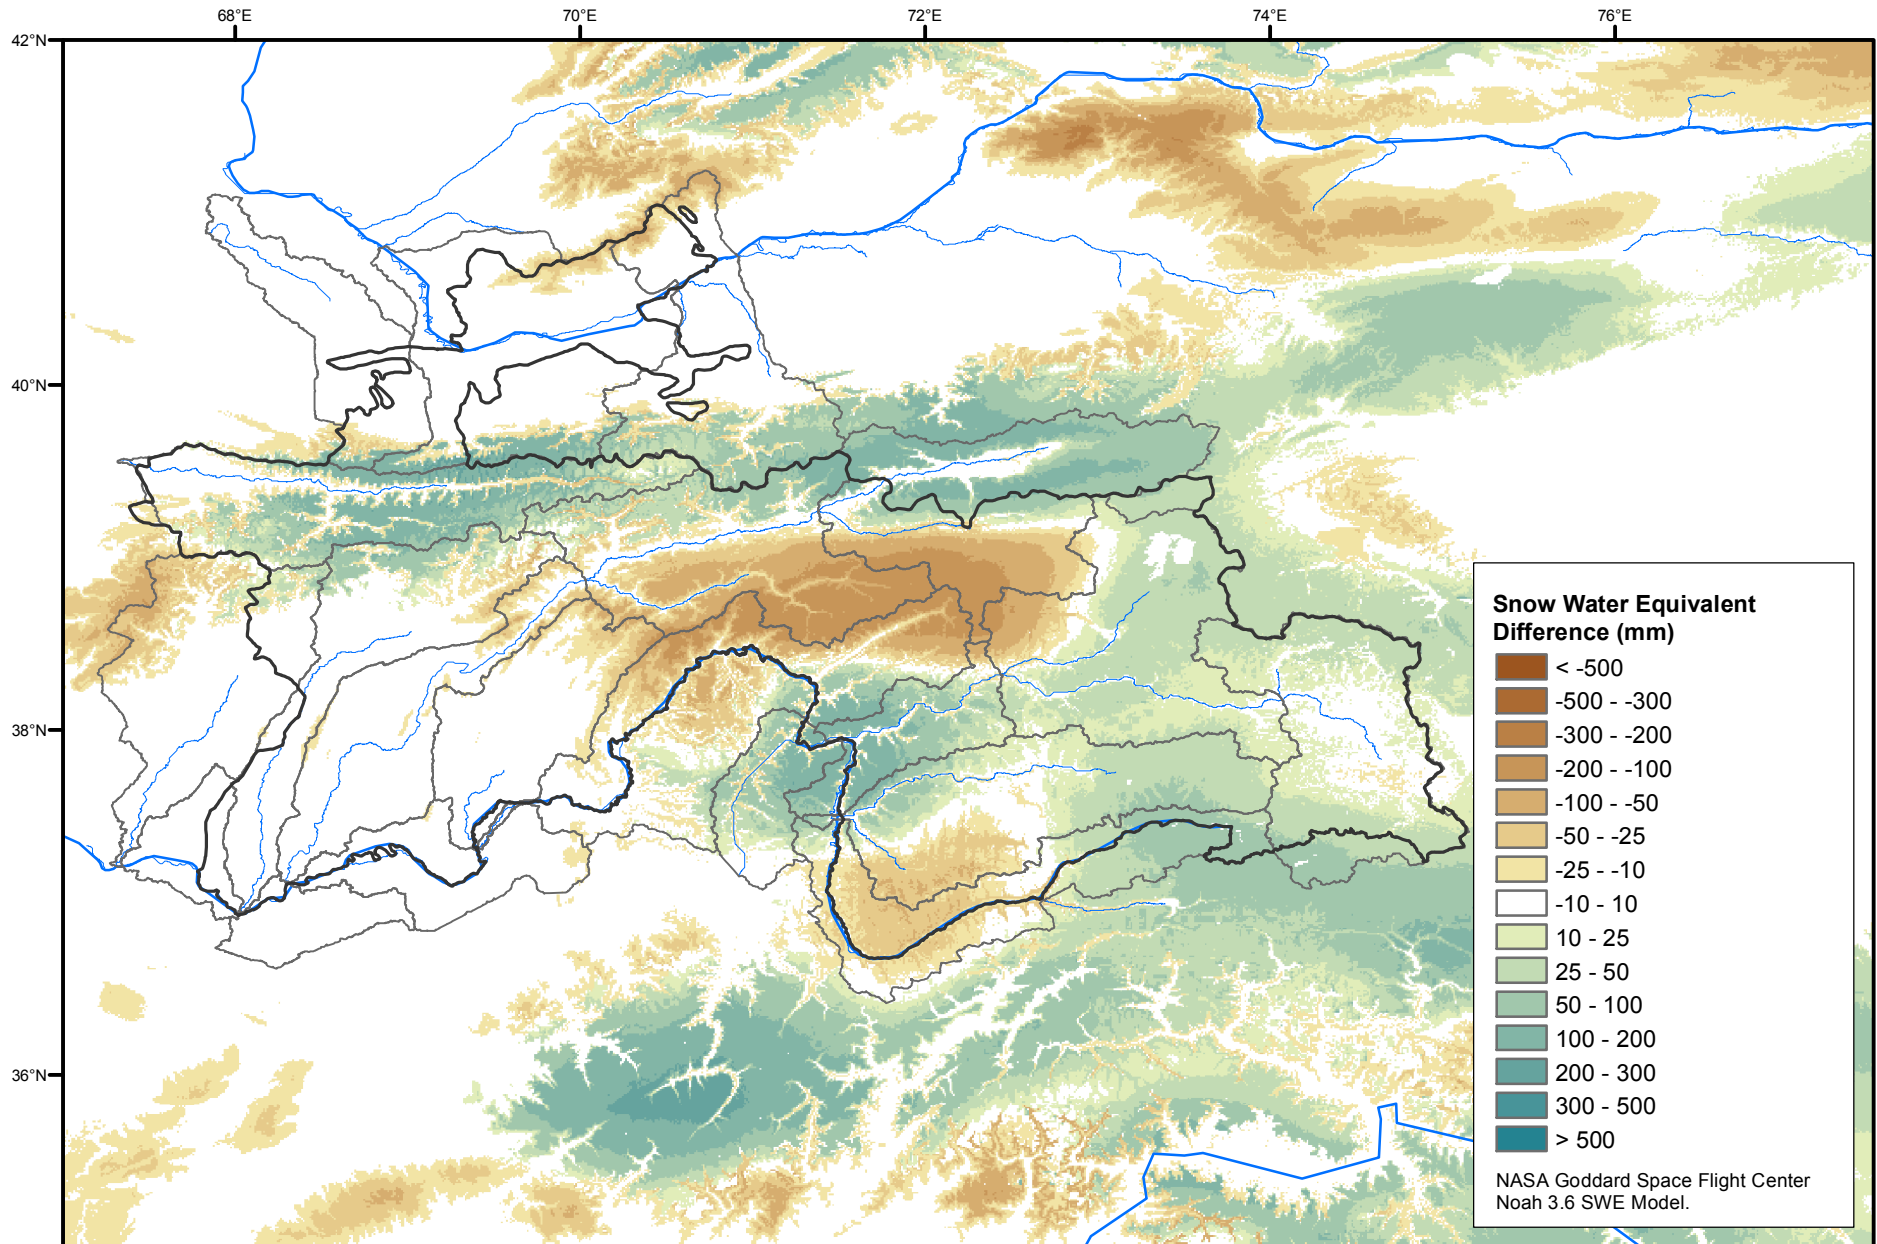 68°E
70°E
72°E
74°E
76°E
42°N
40°N
38°N
36°N
Snow Water Equivalent
Difference (mm)
< -500
-500 - -300
-300 - -200
-200 - -100
-100 - -50
-50 - -25
-25 - -10
-10 - 10
10 - 25
25 - 50
50 - 100
100 - 200
200 - 300
300 - 500
> 500
NASA Goddard Space Flight Center
Noah 3.6 SWE Model.